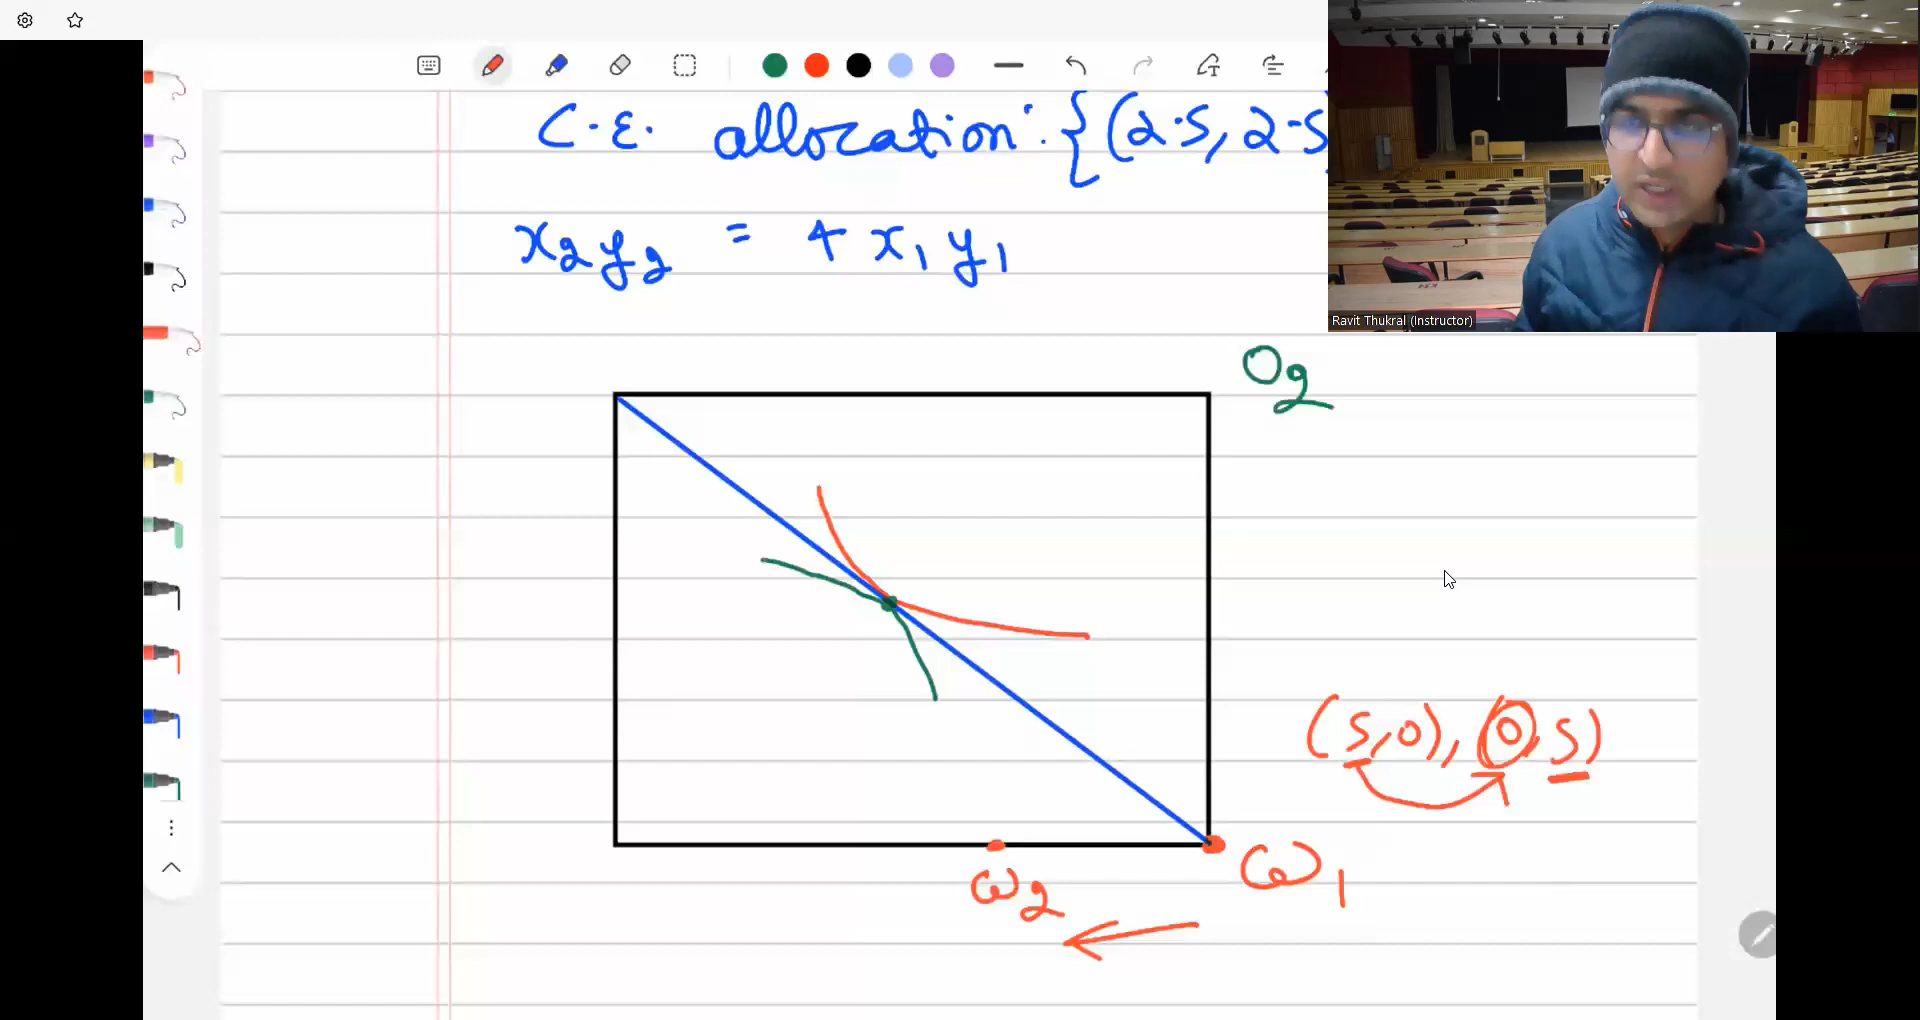 C.E. allocation: {(2.5, 2.5
x₂y₂ = 4 x₁y₁
Ravit Thukral (Instructor)
O₂
(5,0), (0,5)
ω₁
ω₂